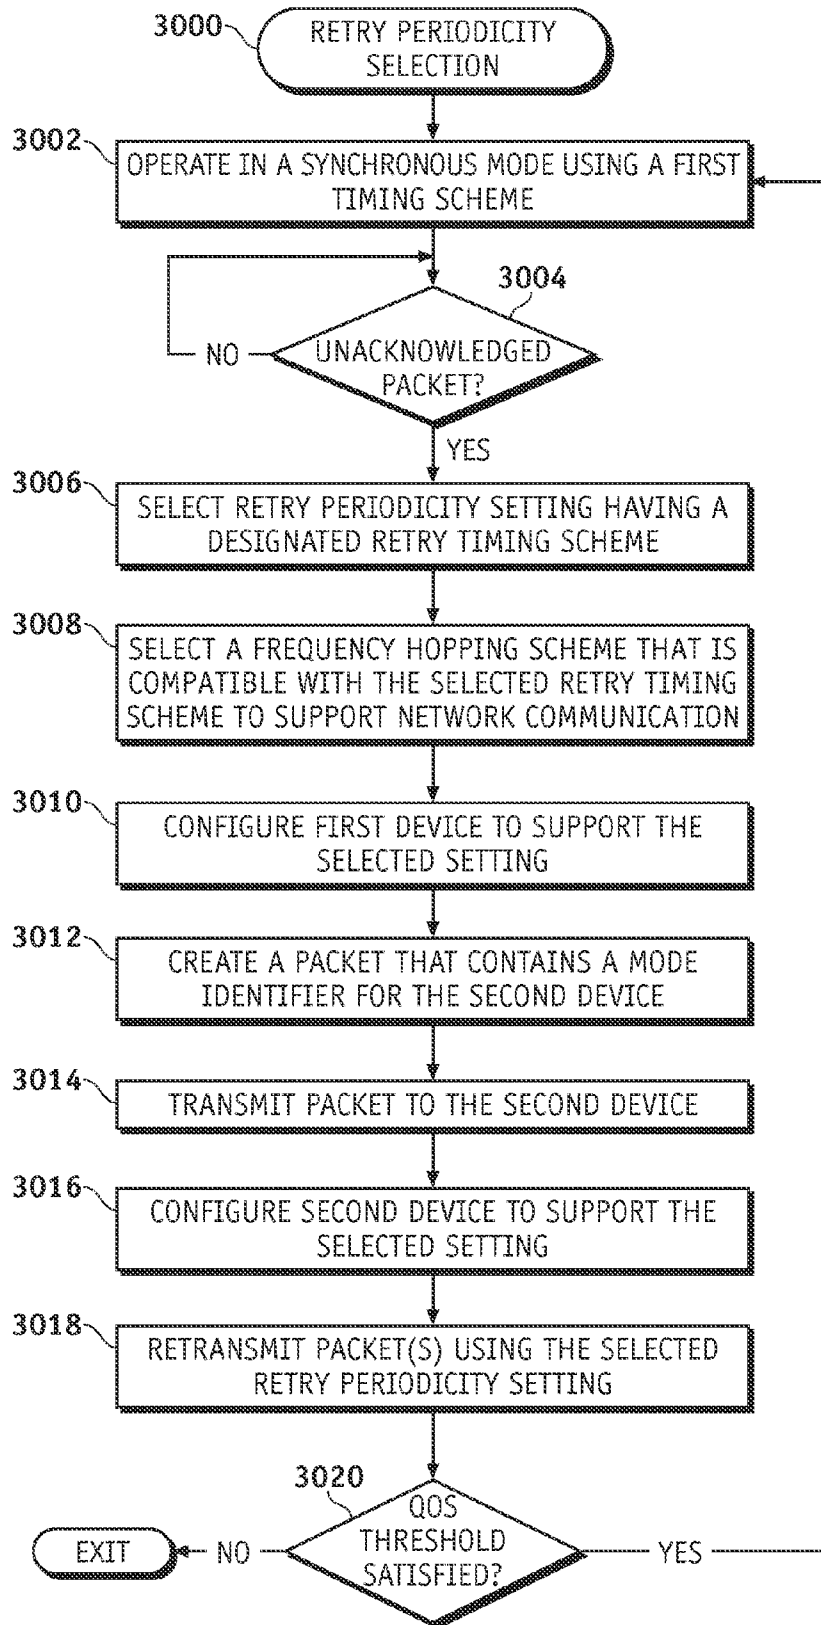 3000
RETRY PERIODICITY
SELECTION
3002
OPERATE IN A SYNCHRONOUS MODE USING A FIRST
TIMING SCHEME
3004
UNACKNOWLEDGED
PACKET?
NO
YES
3006
SELECT RETRY PERIODICITY SETTING HAVING A
DESIGNATED RETRY TIMING SCHEME
3008
SELECT A FREQUENCY HOPPING SCHEME THAT IS
COMPATIBLE WITH THE SELECTED RETRY TIMING
SCHEME TO SUPPORT NETWORK COMMUNICATION
3010
CONFIGURE FIRST DEVICE TO SUPPORT THE
SELECTED SETTING
3012
CREATE A PACKET THAT CONTAINS A MODE
IDENTIFIER FOR THE SECOND DEVICE
3014
TRANSMIT PACKET TO THE SECOND DEVICE
3016
CONFIGURE SECOND DEVICE TO SUPPORT THE
SELECTED SETTING
3018
RETRANSMIT PACKET(S) USING THE SELECTED
RETRY PERIODICITY SETTING
3020
QOS
THRESHOLD
SATISFIED?
EXIT
NO
YES